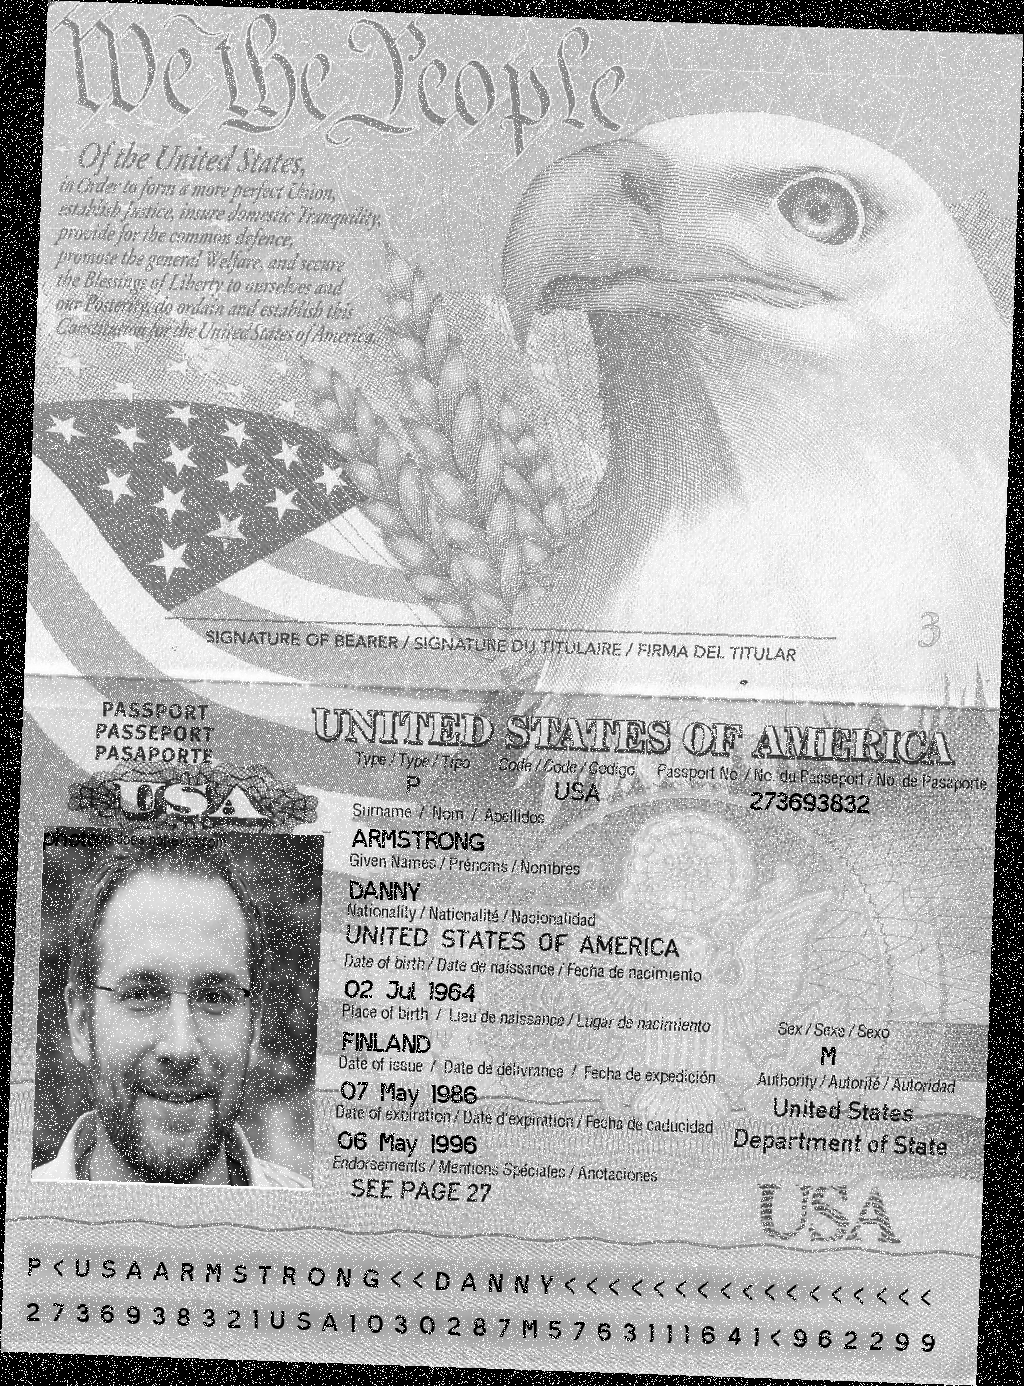 We the People
Of the United States,
in Order to form a more perfect Union,
establish Justice, insure domestic Tranquility,
provide for the common defence,
promote the general Welfare, and secure
the Blessings of Liberty to ourselves and
our Posterity, do ordain and establish this
Constitution for the United States of America.
3
SIGNATURE OF BEARER / SIGNATURE DU TITULAIRE / FIRMA DEL TITULAR
PASSPORT
PASSEPORT
PASAPORTE
USA
UNITED STATES OF AMERICA
Type / Type / Tipo Code / Code / Codigo Passport No. / No. du Passeport / No. de Pasaporte
P USA 273693832
Surname / Nom / Apellidos
ARMSTRONG
Given Names / Prénoms / Nombres
DANNY
Nationality / Nationalité / Nacionalidad
UNITED STATES OF AMERICA
Date of birth / Date de naissance / Fecha de nacimiento
02 Jul 1964
Place of birth / Lieu de naissance / Lugar de nacimiento
FINLAND
Sex / Sexe / Sexo
M
Date of issue / Date de délivrance / Fecha de expedición
07 May 1986
Authority / Autorité / Autoridad
United States
Department of State
Date of expiration / Date d'expiration / Fecha de caducidad
06 May 1996
Endorsements / Mentions Spéciales / Anotaciones
SEE PAGE 27
USA
P<USAARMSTRONG<<DANNY<<<<<<<<<<<<<<<<<
2736938321USA1030287M5763111641<962299